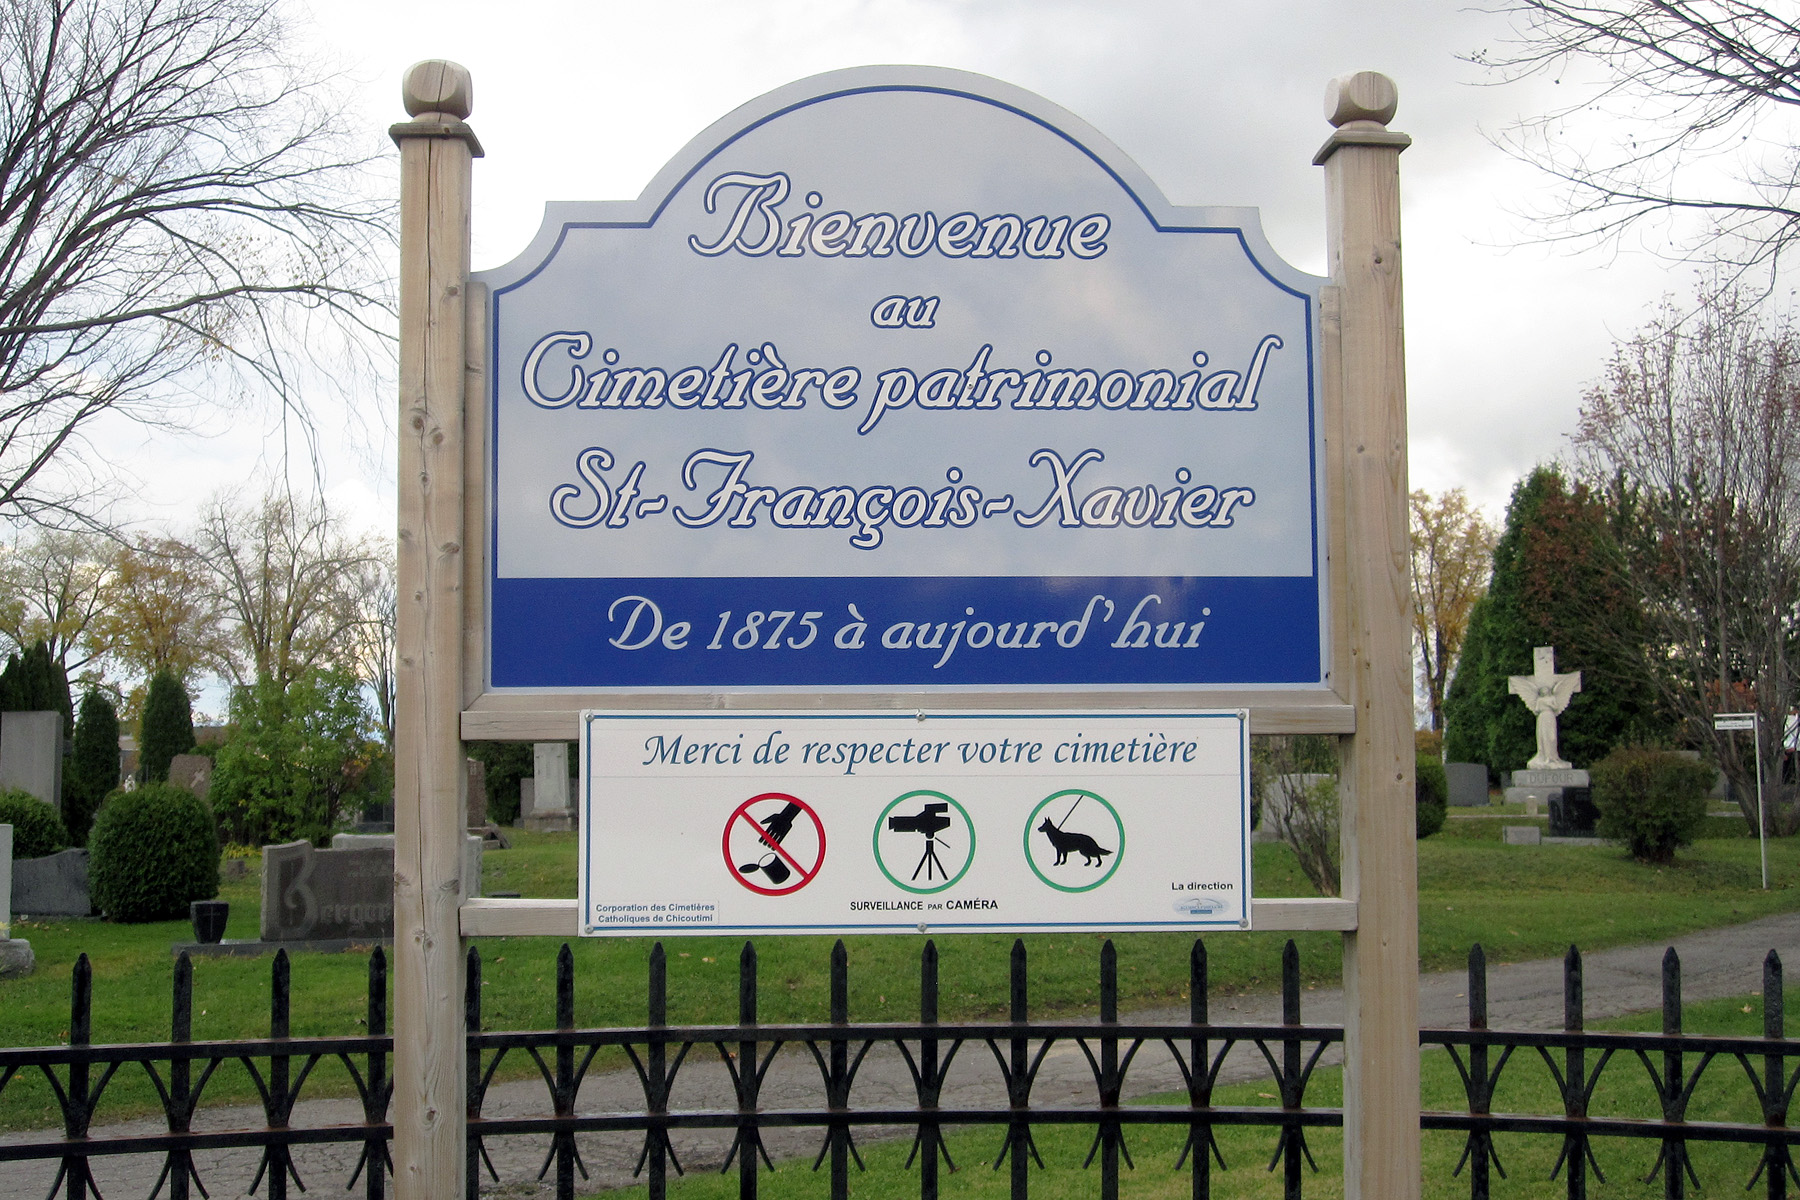 Bienvenue
au
Cimetière patrimonial
St-François-Xavier
De 1875 à aujourd'hui
Merci de respecter votre cimetière
SURVEILLANCE PAR CAMÉRA
Corporation des Cimetières
Catholiques de Chicoutimi
La direction
DUFOUR